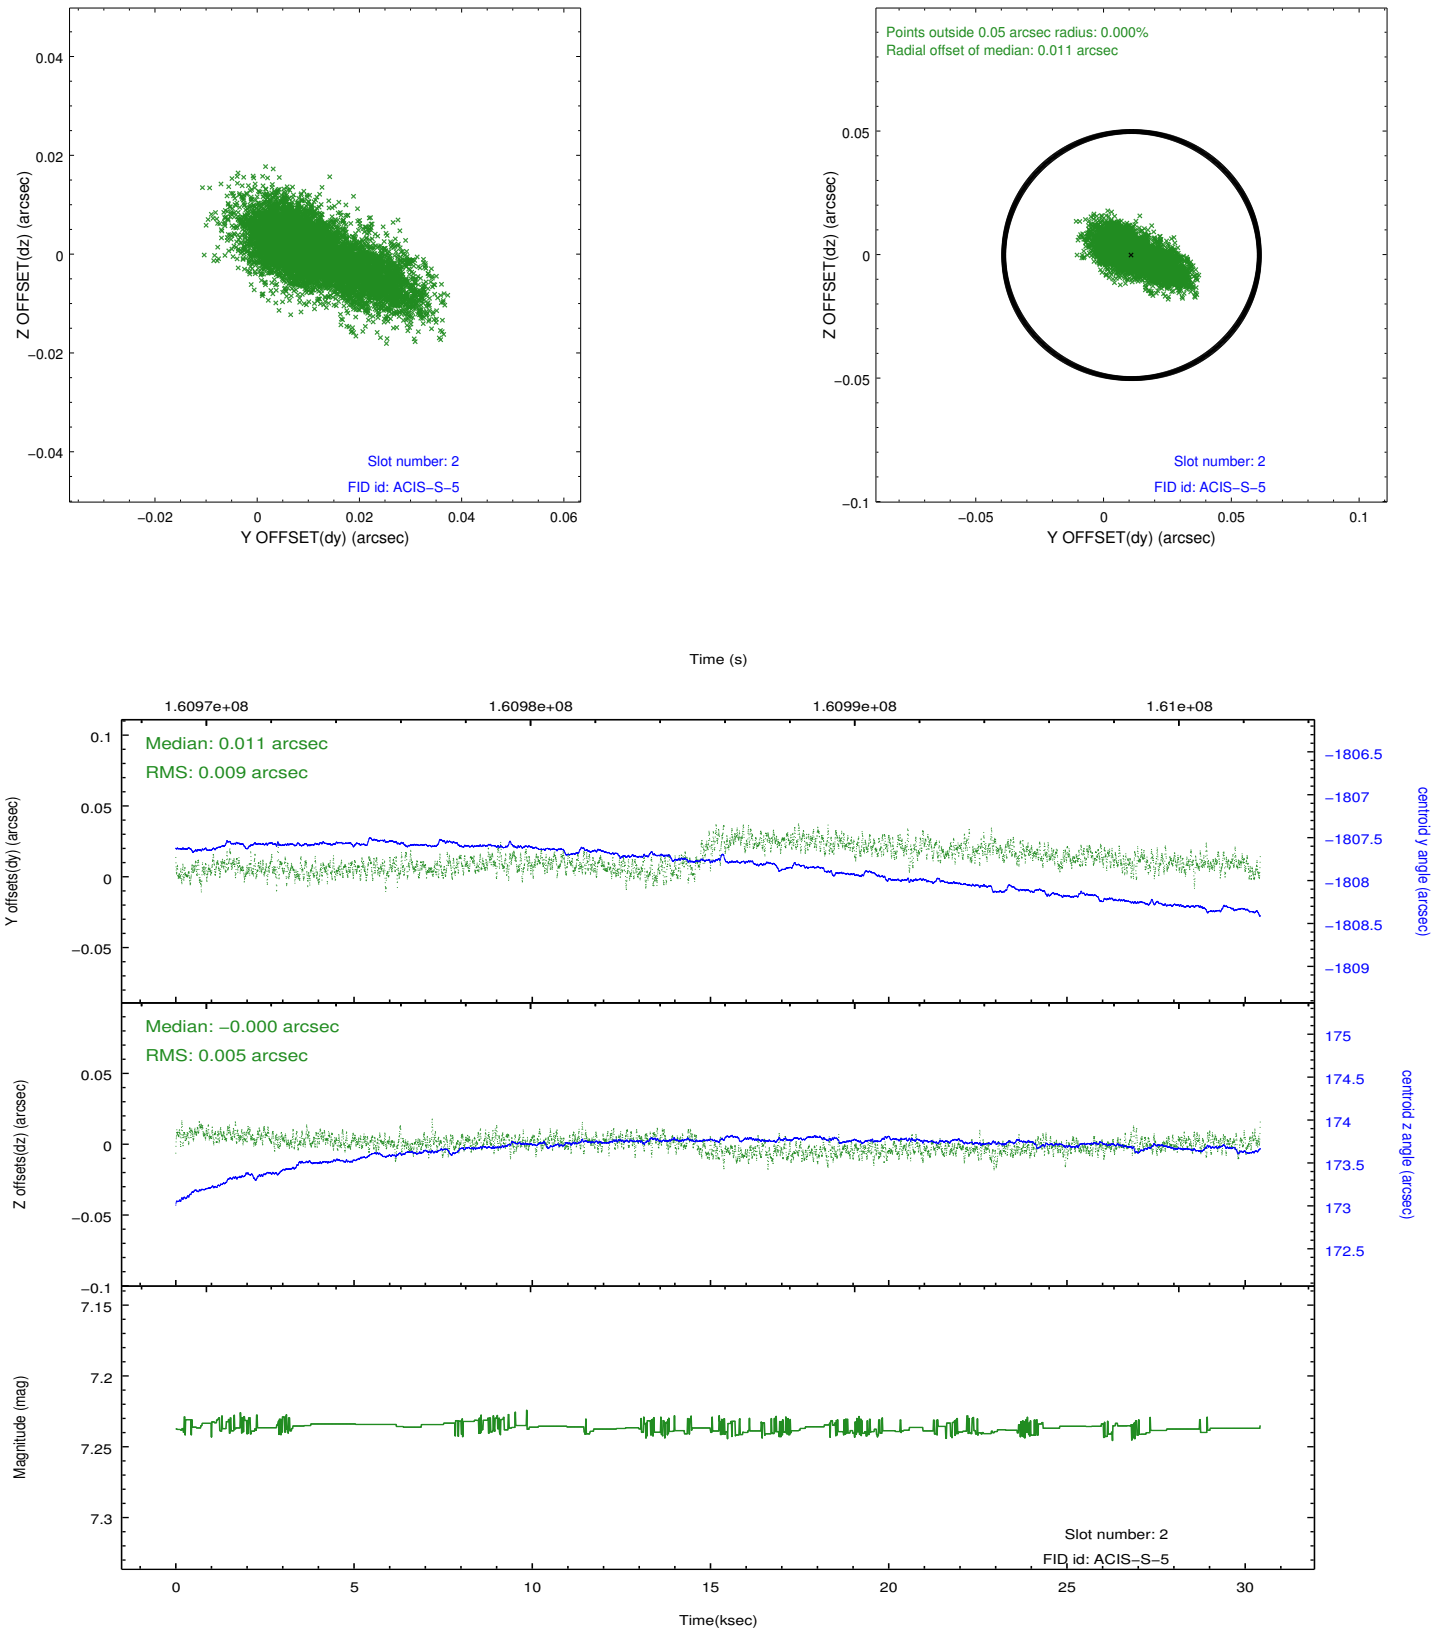 0.04
0.02
0
−0.02
−0.04
Z OFFSET(dz) (arcsec)
Slot number: 2
FID id: ACIS−S−5
−0.02 0 0.02 0.04 0.06
Y OFFSET(dy) (arcsec)
Points outside 0.05 arcsec radius: 0.000%
Radial offset of median: 0.011 arcsec
0.05
0
−0.05
−0.1
Z OFFSET(dz) (arcsec)
Slot number: 2
FID id: ACIS−S−5
−0.05 0 0.05 0.1
Y OFFSET(dy) (arcsec)
Time (s)
1.6097e+08 1.6098e+08 1.6099e+08 1.61e+08
Median: 0.011 arcsec
RMS: 0.009 arcsec
0.1
0.05
0
−0.05
Y offsets(dy) (arcsec)
−1806.5
−1807
−1807.5
−1808
−1808.5
−1809
centroid y angle (arcsec)
Median: −0.000 arcsec
RMS: 0.005 arcsec
0.05
0
−0.05
−0.1
Z offsets(dz) (arcsec)
175
174.5
174
173.5
173
172.5
centroid z angle (arcsec)
7.15
7.2
7.25
7.3
Magnitude (mag)
Slot number: 2
FID id: ACIS−S−5
0 5 10 15 20 25 30
Time(ksec)